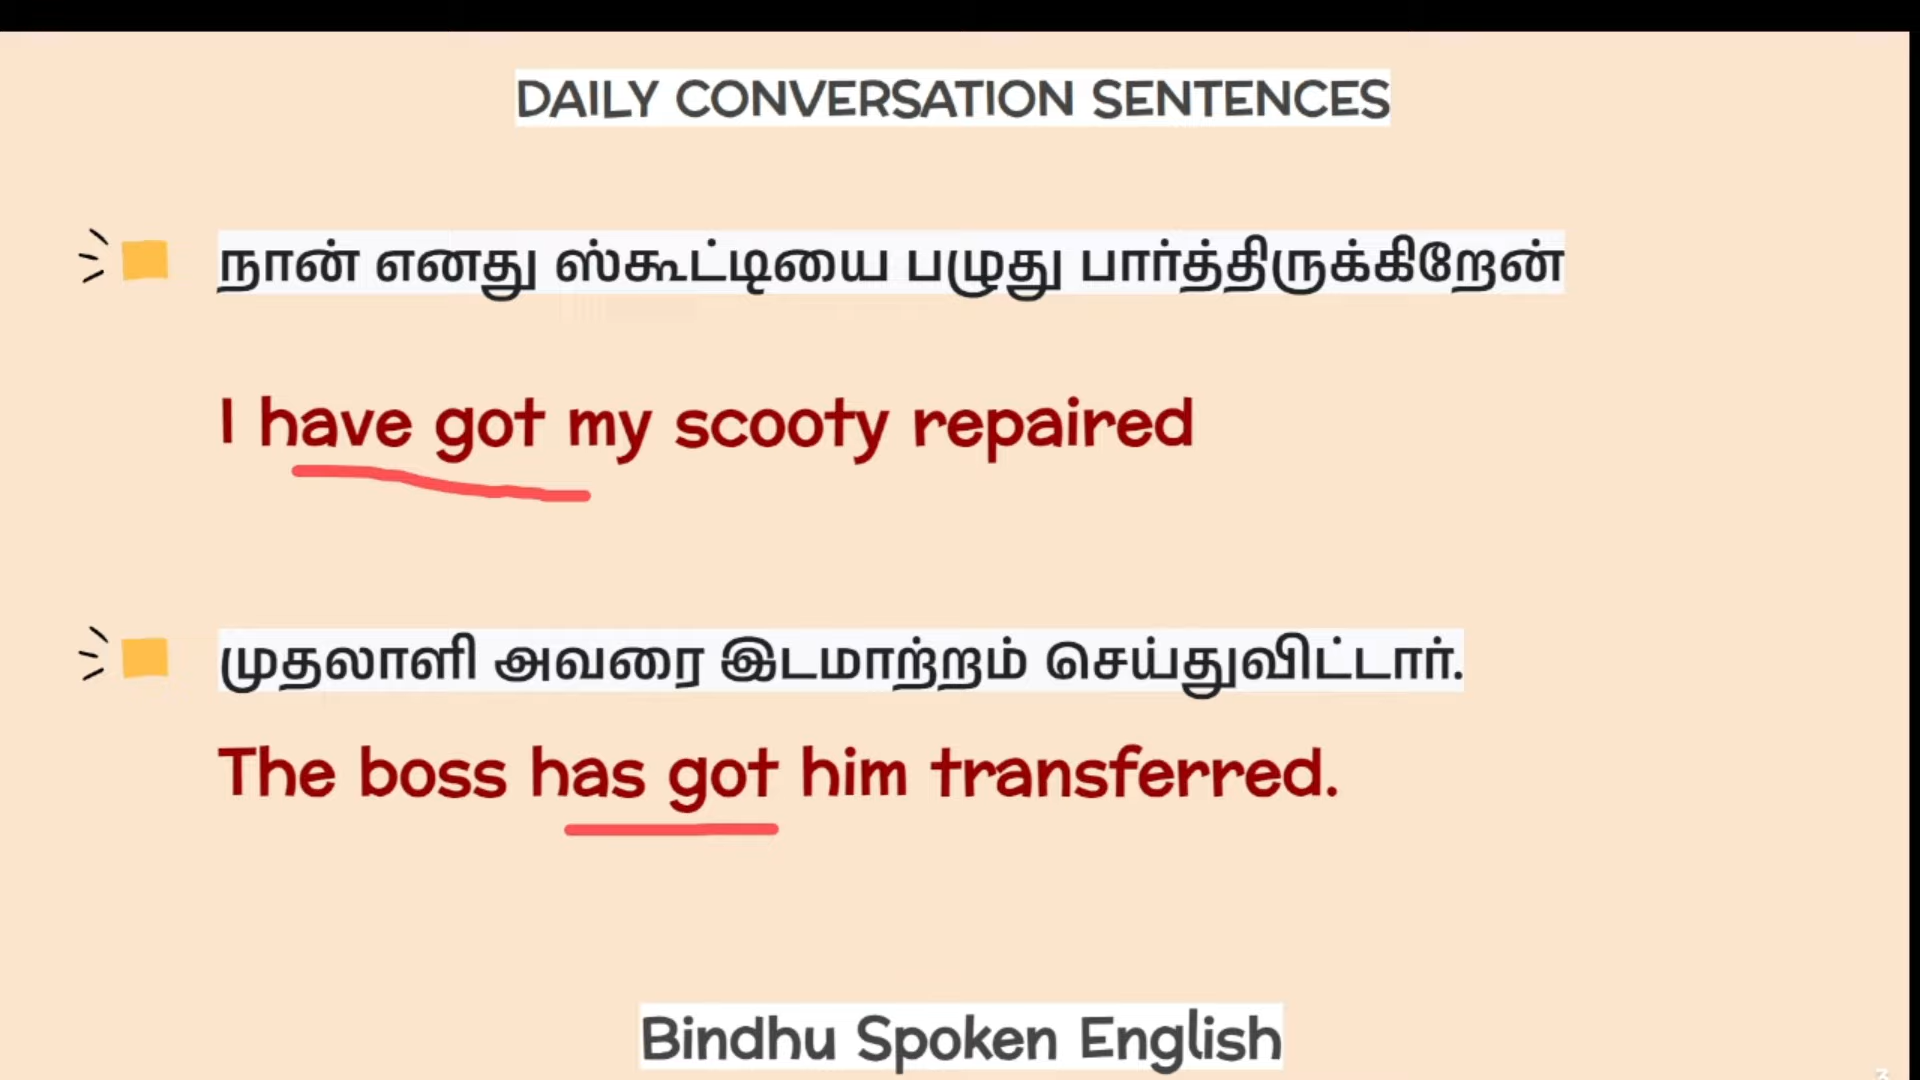 DAILY CONVERSATION SENTENCES
நான் எனது ஸ்கூட்டியை பழுது பார்த்திருக்கிறேன்
I have got my scooty repaired
முதலாளி அவரை இடமாற்றம் செய்துவிட்டார்.
The boss has got him transferred.
Bindhu Spoken English